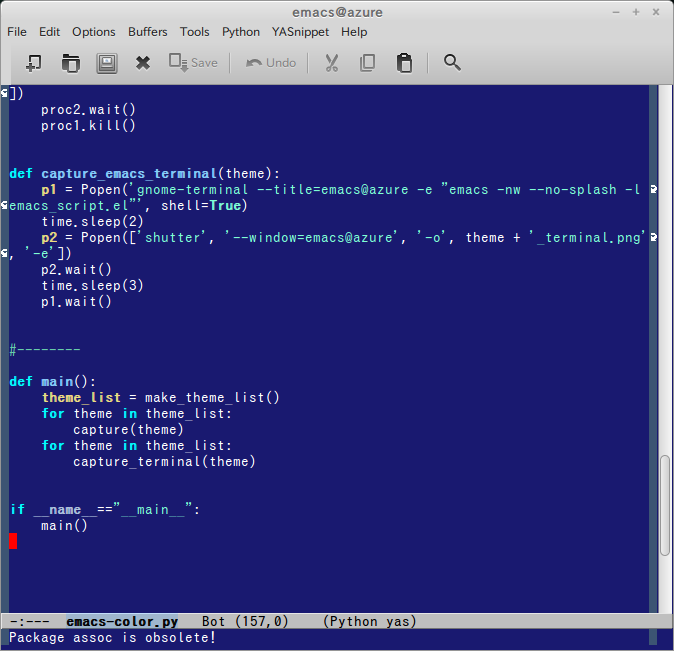 emacs@azure
File Edit Options Buffers Tools Python YASnippet Help
Save Undo
])
    proc2.wait()
    proc1.kill()
def capture_emacs_terminal(theme):
    p1 = Popen('gnome-terminal --title=emacs@azure -e "emacs -nw --no-splash -l
emacs_script.el"', shell=True)
    time.sleep(2)
    p2 = Popen(['shutter', '--window=emacs@azure', '-o', theme + '_terminal.png'
, '-e'])
    p2.wait()
    time.sleep(3)
    p1.wait()
#--------
def main():
    theme_list = make_theme_list()
    for theme in theme_list:
        capture(theme)
    for theme in theme_list:
        capture_terminal(theme)
if __name__=="__main__":
    main()
-:--- emacs-color.py Bot (157,0) (Python yas)
Package assoc is obsolete!